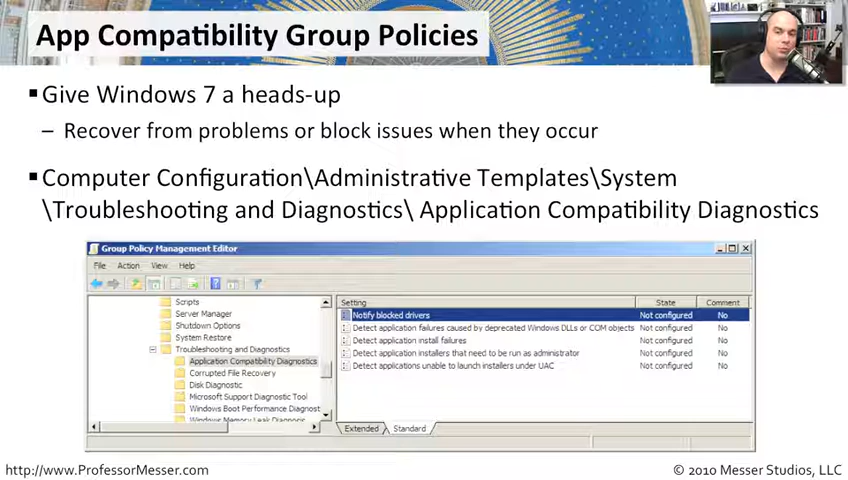 App Compatibility Group Policies
▪Give Windows 7 a heads-up
– Recover from problems or block issues when they occur
▪Computer Configuration\Administrative Templates\System
\Troubleshooting and Diagnostics\ Application Compatibility Diagnostics
Group Policy Management Editor
File Action View Help
Scripts
Server Manager
Shutdown Options
System Restore
Troubleshooting and Diagnostics
Application Compatibility Diagnostics
Corrupted File Recovery
Disk Diagnostic
Microsoft Support Diagnostic Tool
Windows Boot Performance Diagnost
Windows Memory Leak Diagnosis
Setting State Comment
Notify blocked drivers Not configured No
Detect application failures caused by deprecated Windows DLLs or COM objects Not configured No
Detect application install failures Not configured No
Detect application installers that need to be run as administrator Not configured No
Detect applications unable to launch installers under UAC Not configured No
Extended Standard
http://www.ProfessorMesser.com
© 2010 Messer Studios, LLC